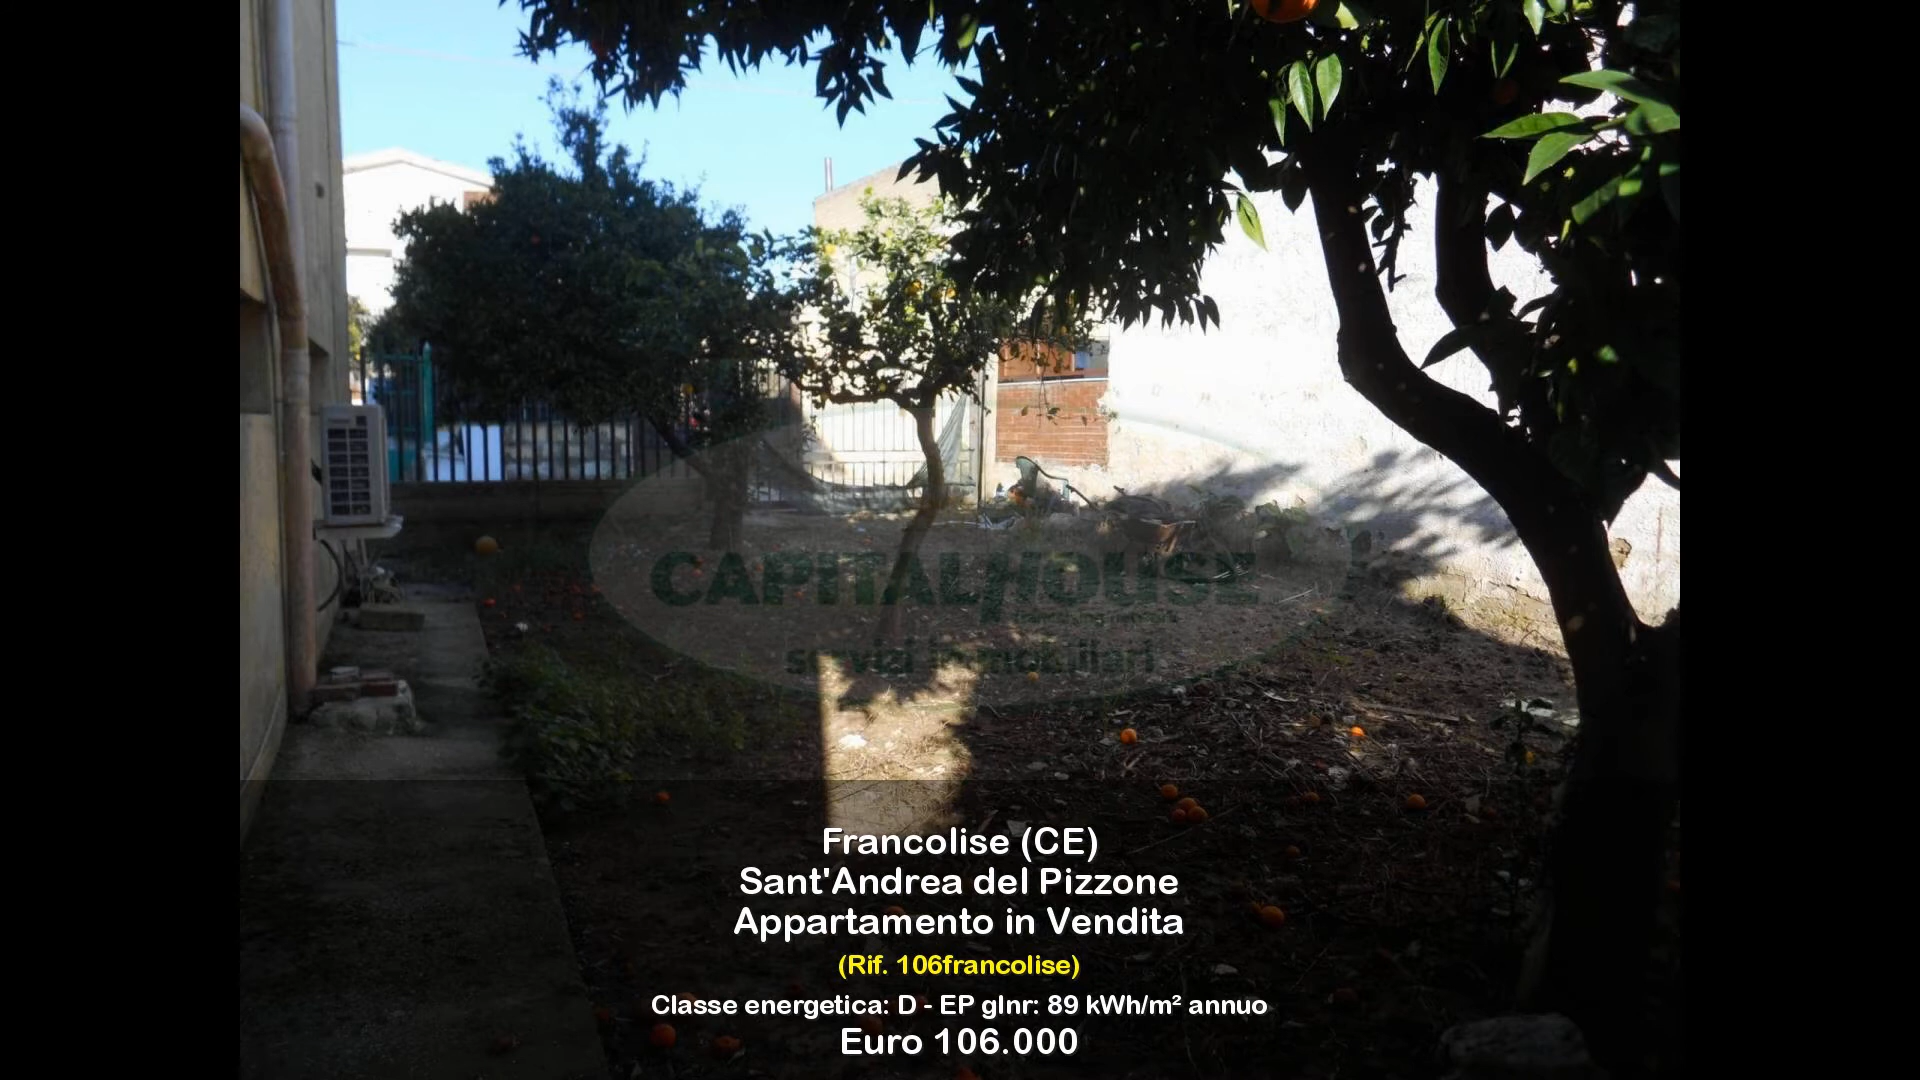 CAPITALHOUSE
servizi immobiliari
Francolise (CE)
Sant'Andrea del Pizzone
Appartamento in Vendita
(Rif. 106francolise)
Classe energetica: D - EP glnr: 89 kWh/m² annuo
Euro 106.000